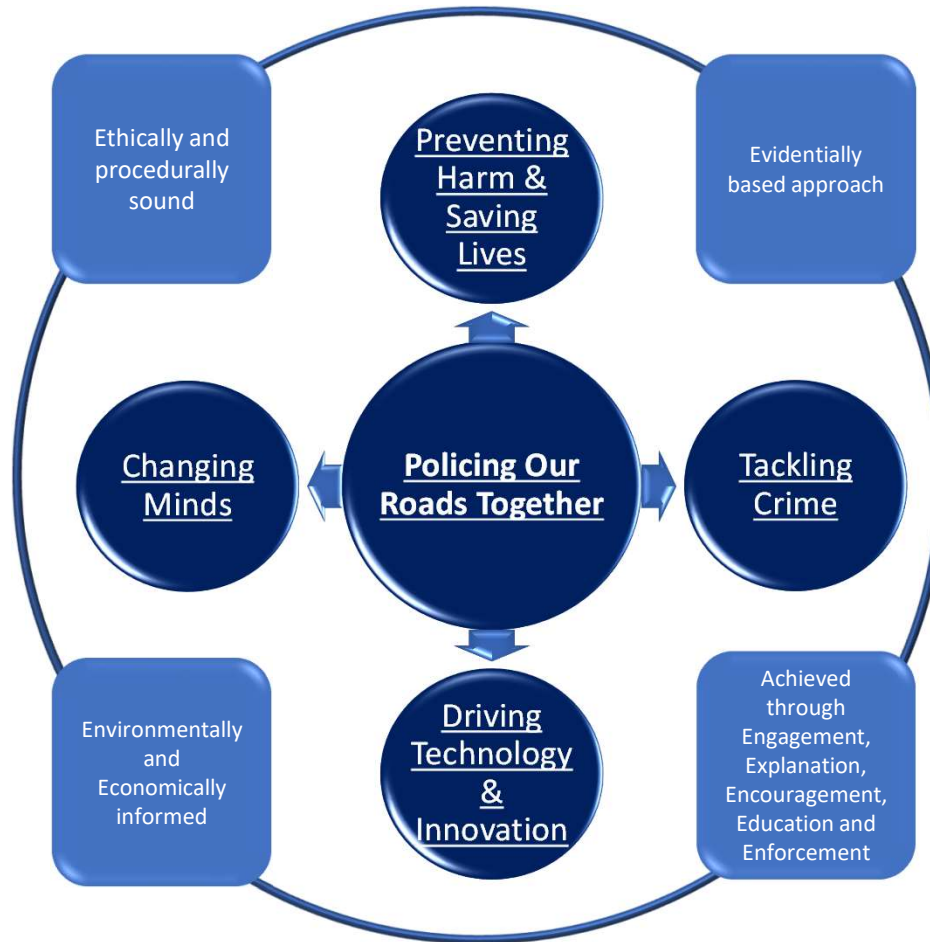 Ethically and
procedurally
sound
Preventing
Harm &
Saving
Lives
Evidentially
based approach
Changing
Minds
Policing Our
Roads Together
Tackling
Crime
Environmentally
and
Economically
informed
Driving
Technology
&
Innovation
Achieved
through
Engagement,
Explanation,
Encouragement,
Education and
Enforcement